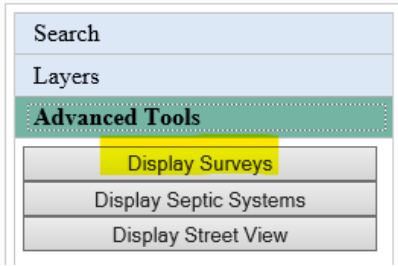 Search
Layers
Advanced Tools
Display Surveys
Display Septic Systems
Display Street View